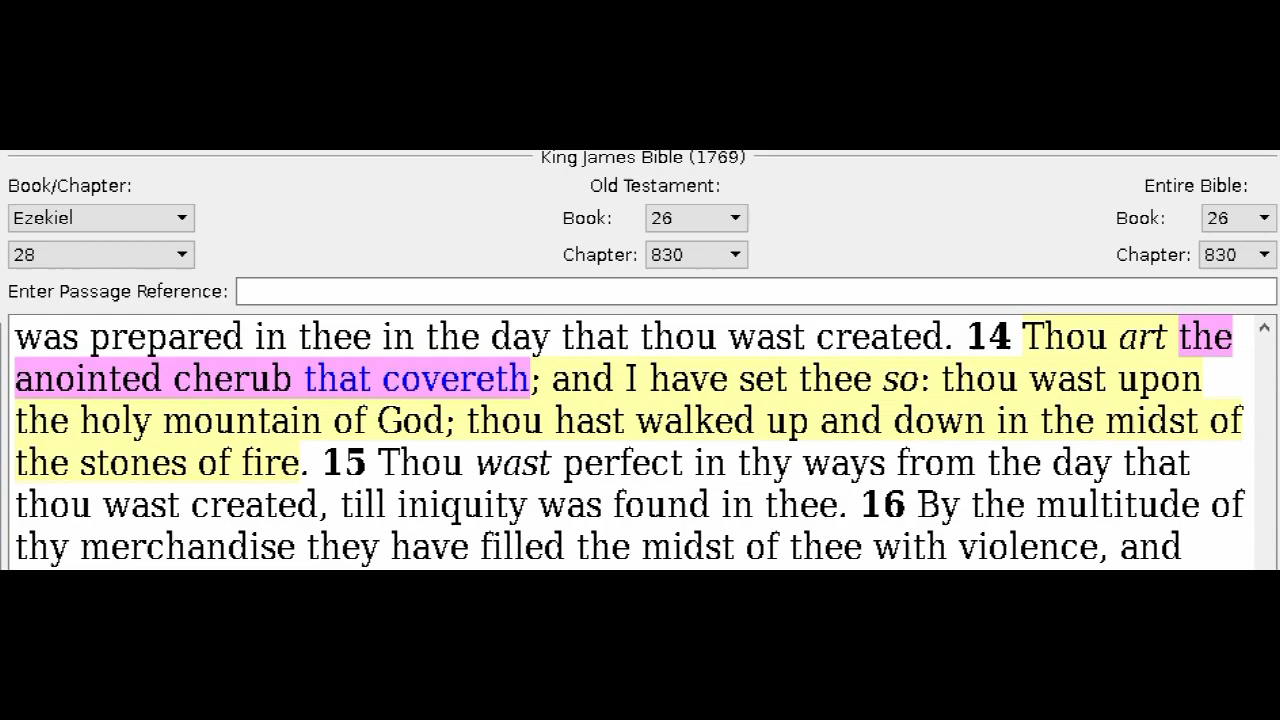 King James Bible (1769)
Book/Chapter: Old Testament: Entire Bible:
Ezekiel Book: 26 Book: 26
28 Chapter: 830 Chapter: 830
Enter Passage Reference:
was prepared in thee in the day that thou wast created. 14 Thou art the
anointed cherub that covereth; and I have set thee so: thou wast upon
the holy mountain of God; thou hast walked up and down in the midst of
the stones of fire. 15 Thou wast perfect in thy ways from the day that
thou wast created, till iniquity was found in thee. 16 By the multitude of
thy merchandise they have filled the midst of thee with violence, and